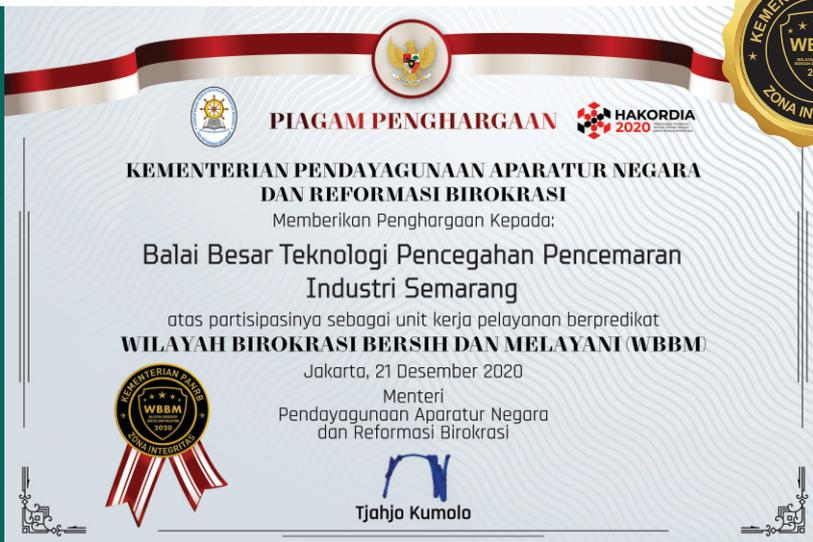 PIAGAM PENGHARGAAN
HAKORDIA
2020
KEMENTERIAN PENDAYAGUNAAN APARATUR NEGARA
DAN REFORMASI BIROKRASI
Memberikan Penghargaan Kepada:
Balai Besar Teknologi Pencegahan Pencemaran
Industri Semarang
atas partisipasinya sebagai unit kerja pelayanan berpredikat
WILAYAH BIROKRASI BERSIH DAN MELAYANI (WBBM)
Jakarta, 21 Desember 2020
Menteri
Pendayagunaan Aparatur Negara
dan Reformasi Birokrasi
Tjahjo Kumolo
KEMENTERIAN PANRB
WBBM
2020
ZONA INTEGRITAS